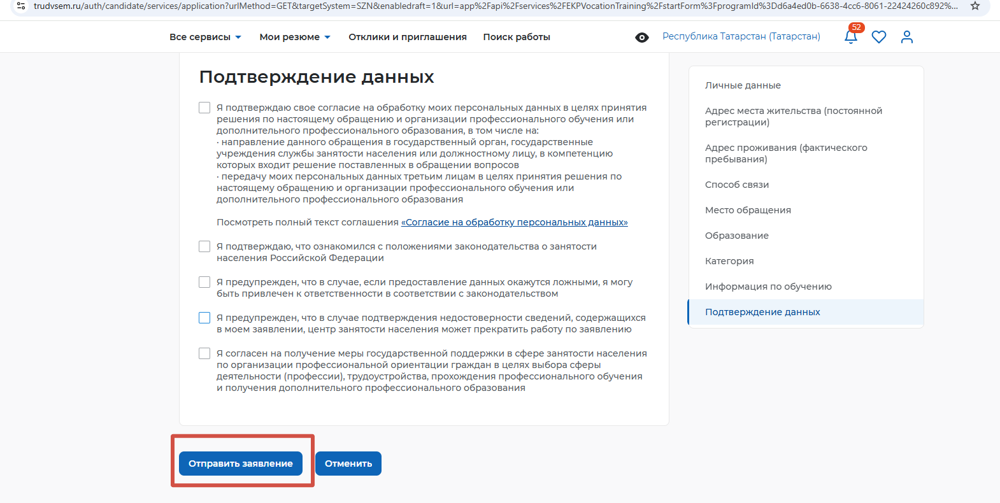 trudvsem.ru/auth/candidate/services/application?urlMethod=GET&targetSystem=SZN&enabledraft=1&url=app%2Fapi%2Fservices%2FEKPVocationTraining%2FstartForm%3FprogramId%3Dd6a4ed0b-6638-4cc6-8061-22424260c892%...
Все сервисы Мои резюме Отклики и приглашения Поиск работы Республика Татарстан (Татарстан) 52
Подтверждение данных
Я подтверждаю свое согласие на обработку моих персональных данных в целях принятия
решения по настоящему обращению и организации профессионального обучения или
дополнительного профессионального образования, в том числе на:
· направление данного обращения в государственный орган, государственные
учреждения службы занятости населения или должностному лицу, в компетенцию
которых входит решение поставленных в обращении вопросов
· передачу моих персональных данных третьим лицам в целях принятия решения по
настоящему обращению и организации профессионального обучения или
дополнительного профессионального образования
Посмотреть полный текст соглашения «Согласие на обработку персональных данных»
Я подтверждаю, что ознакомился с положениями законодательства о занятости
населения Российской Федерации
Я предупрежден, что в случае, если предоставление данных окажутся ложными, я могу
быть привлечен к ответственности в соответствии с законодательством
Я предупрежден, что в случае подтверждения недостоверности сведений, содержащихся
в моем заявлении, центр занятости населения может прекратить работу по заявлению
Я согласен на получение меры государственной поддержки в сфере занятости населения
по организации профессиональной ориентации граждан в целях выбора сферы
деятельности (профессии), трудоустройства, прохождения профессионального обучения
и получения дополнительного профессионального образования
Отправить заявление Отменить
Личные данные
Адрес места жительства (постоянной
регистрации)
Адрес проживания (фактического
пребывания)
Способ связи
Место обращения
Образование
Категория
Информация по обучению
Подтверждение данных